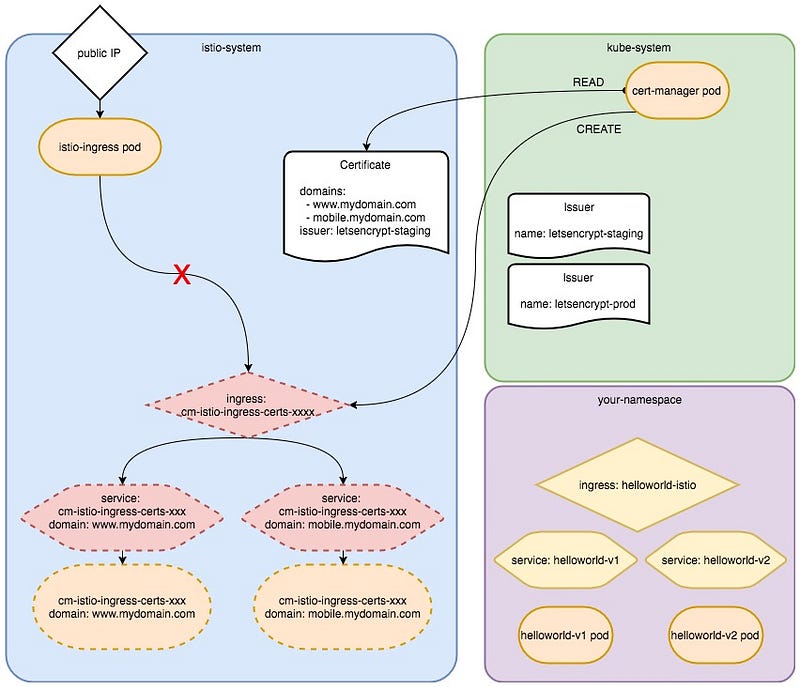 public IP
istio-system
istio-ingress pod
Certificate
domains:
- www.mydomain.com
- mobile.mydomain.com
issuer: letsencrypt-staging
X
ingress:
cm-istio-ingress-certs-xxxx
service:
cm-istio-ingress-certs-xxx
domain: www.mydomain.com
service:
cm-istio-ingress-certs-xxx
domain: mobile.mydomain.com
cm-istio-ingress-certs-xxx
domain: www.mydomain.com
cm-istio-ingress-certs-xxx
domain: mobile.mydomain.com
kube-system
READ
cert-manager pod
CREATE
Issuer
name: letsencrypt-staging
Issuer
name: letsencrypt-prod
your-namespace
ingress: helloworld-istio
service: helloworld-v1
service: helloworld-v2
helloworld-v1 pod
helloworld-v2 pod